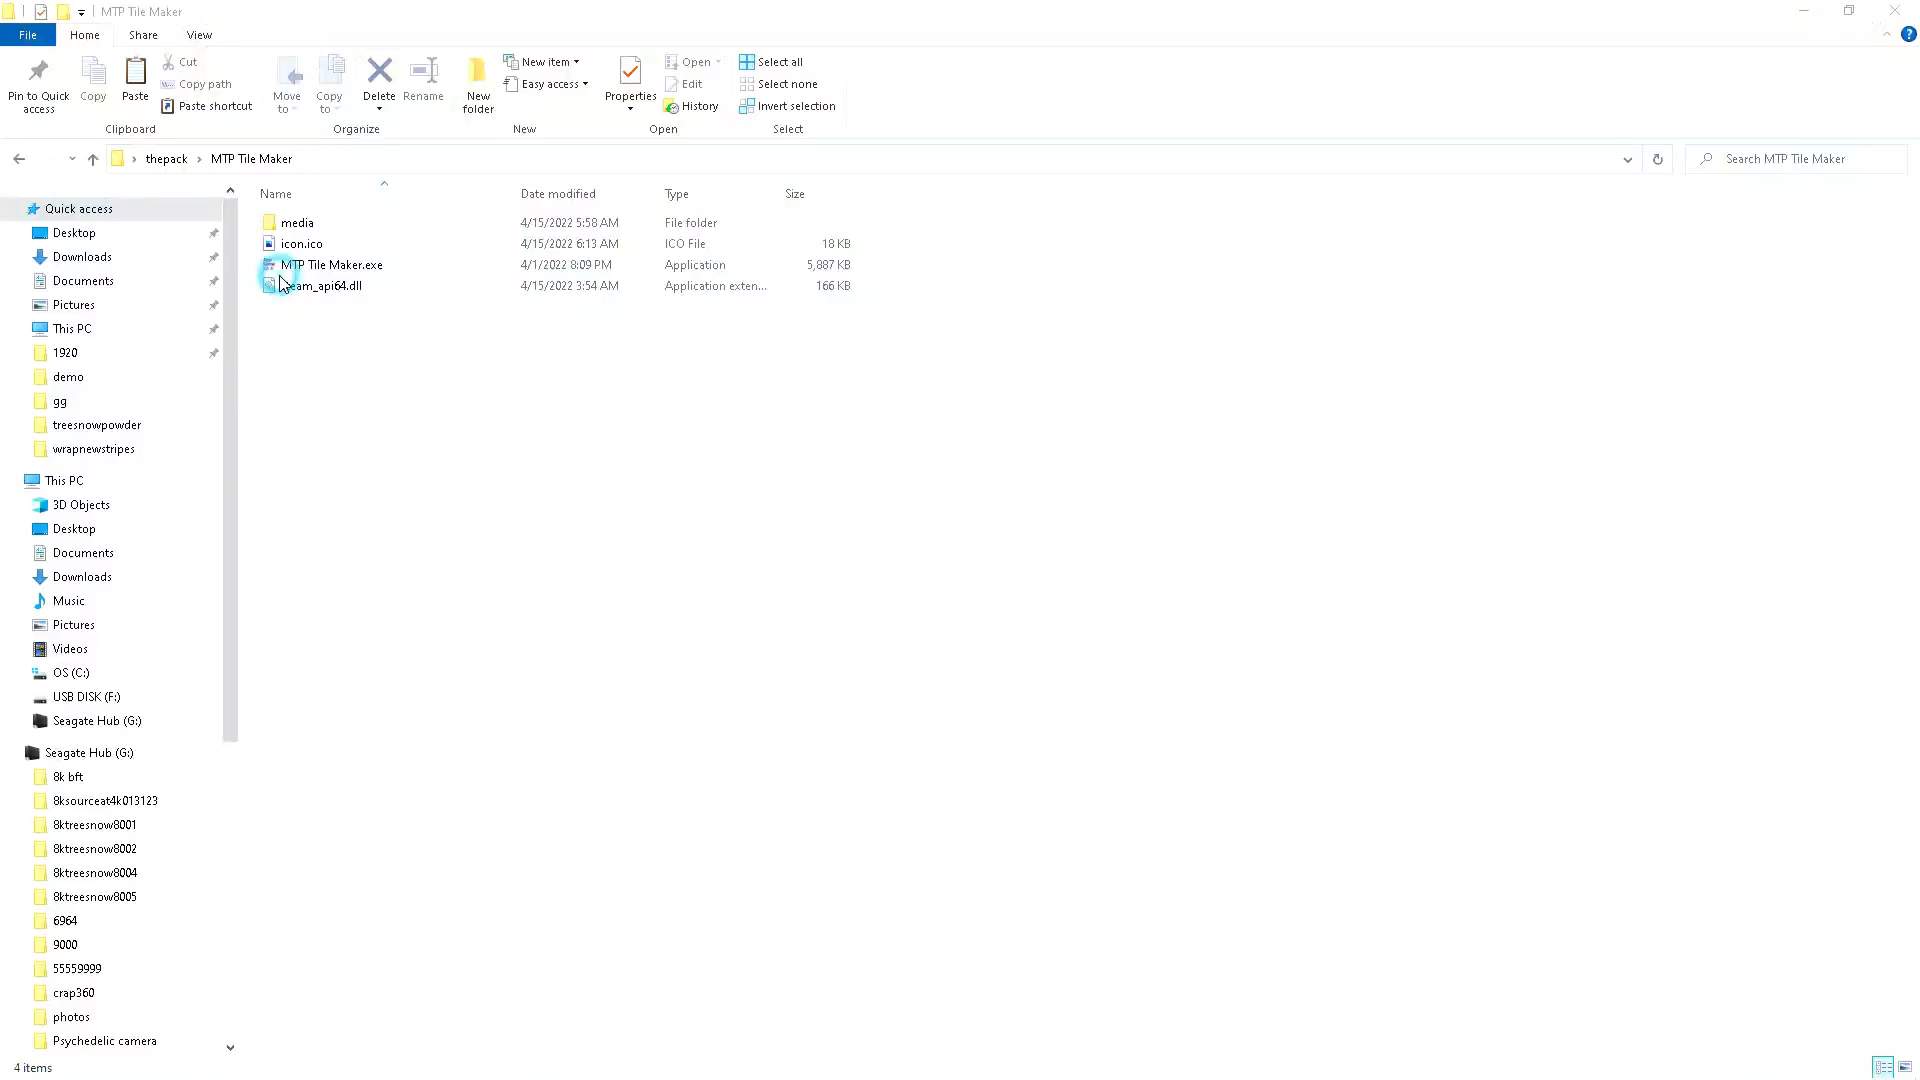 MTP Tile Maker
File Home Share View
Pin to Quick access
Copy
Paste
Cut
Copy path
Paste shortcut
Clipboard
Move to
Copy to
Delete
Rename
Organize
New folder
New item
Easy access
New
Properties
Open
Edit
History
Open
Select all
Select none
Invert selection
Select
thepack › MTP Tile Maker
Search MTP Tile Maker
Name Date modified Type Size
media 4/15/2022 5:58 AM File folder
icon.ico 4/15/2022 6:13 AM ICO File 18 KB
MTP Tile Maker.exe 4/1/2022 8:09 PM Application 5,887 KB
eam_api64.dll 4/15/2022 3:54 AM Application exten... 166 KB
Quick access
Desktop
Downloads
Documents
Pictures
This PC
1920
demo
gg
treesnowpowder
wrapnewstripes
This PC
3D Objects
Desktop
Documents
Downloads
Music
Pictures
Videos
OS (C:)
USB DISK (F:)
Seagate Hub (G:)
Seagate Hub (G:)
8k bft
8ksourceat4k013123
8ktreesnow8001
8ktreesnow8002
8ktreesnow8004
8ktreesnow8005
6964
9000
55559999
crap360
photos
Psychedelic camera
4 items